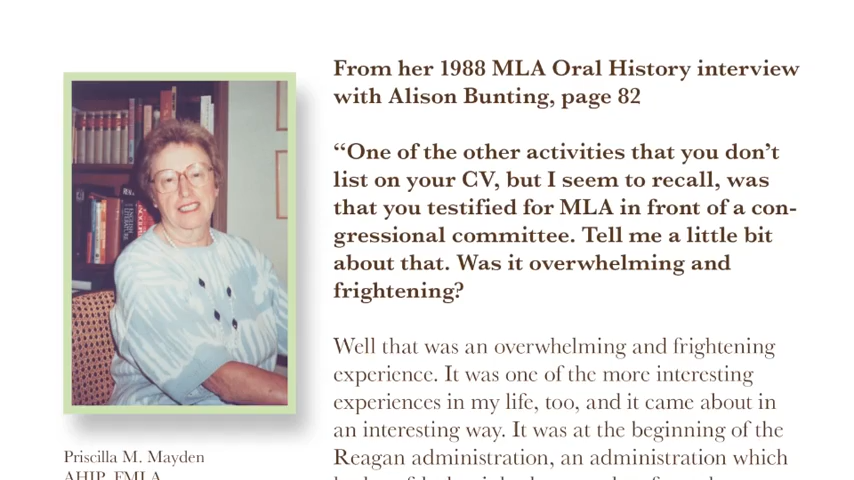 From her 1988 MLA Oral History interview
with Alison Bunting, page 82
“One of the other activities that you don’t
list on your CV, but I seem to recall, was
that you testified for MLA in front of a con-
gressional committee. Tell me a little bit
about that. Was it overwhelming and
frightening?
Well that was an overwhelming and frightening
experience. It was one of the more interesting
experiences in my life, too, and it came about in
an interesting way. It was at the beginning of the
Reagan administration, an administration which
Priscilla M. Mayden
AHIP, FMLA